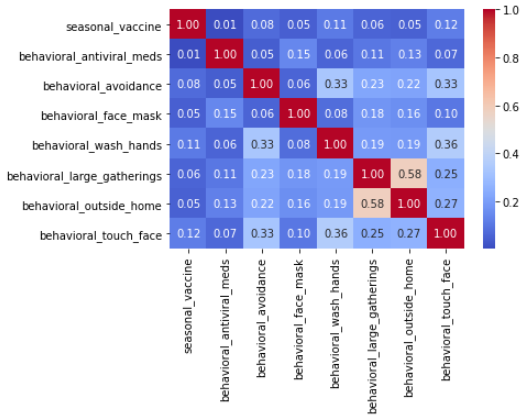 seasonal_vaccine 1.00 0.01 0.08 0.05 0.11 0.06 0.05 0.12
behavioral_antiviral_meds 0.01 1.00 0.05 0.15 0.06 0.11 0.13 0.07
behavioral_avoidance 0.08 0.05 1.00 0.06 0.33 0.23 0.22 0.33
behavioral_face_mask 0.05 0.15 0.06 1.00 0.08 0.18 0.16 0.10
behavioral_wash_hands 0.11 0.06 0.33 0.08 1.00 0.19 0.19 0.36
behavioral_large_gatherings 0.06 0.11 0.23 0.18 0.19 1.00 0.58 0.25
behavioral_outside_home 0.05 0.13 0.22 0.16 0.19 0.58 1.00 0.27
behavioral_touch_face 0.12 0.07 0.33 0.10 0.36 0.25 0.27 1.00
seasonal_vaccine
behavioral_antiviral_meds
behavioral_avoidance
behavioral_face_mask
behavioral_wash_hands
behavioral_large_gatherings
behavioral_outside_home
behavioral_touch_face
1.0
0.8
0.6
0.4
0.2